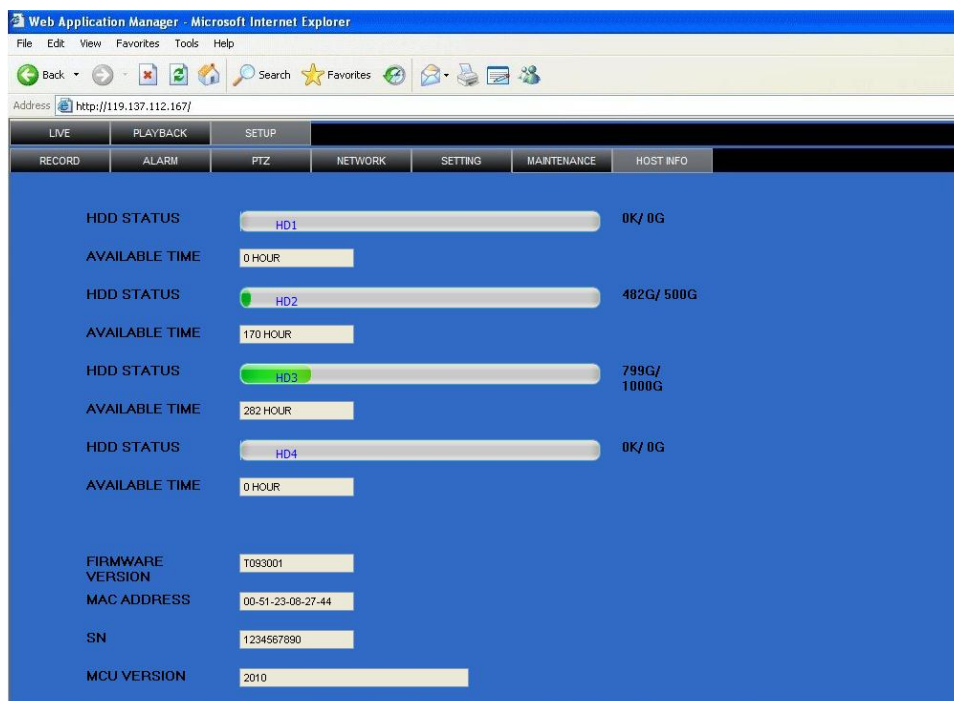 Web Application Manager - Microsoft Internet Explorer
File Edit View Favorites Tools Help
Back Search Favorites
Address http://119.137.112.167/
LIVE PLAYBACK SETUP
RECORD ALARM PTZ NETWORK SETTING MAINTENANCE HOST INFO
HDD STATUS HD1 0K/ 0G
AVAILABLE TIME 0 HOUR
HDD STATUS HD2 482G/ 500G
AVAILABLE TIME 170 HOUR
HDD STATUS HD3 799G/
1000G
AVAILABLE TIME 282 HOUR
HDD STATUS HD4 0K/ 0G
AVAILABLE TIME 0 HOUR
FIRMWARE T093001
VERSION
MAC ADDRESS 00-51-23-08-27-44
SN 1234567890
MCU VERSION 2010